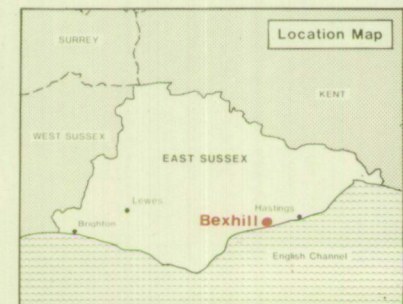 Location Map
SURREY
KENT
WEST SUSSEX
EAST SUSSEX
Lewes
Hastings
Bexhill
Brighton
English Channel